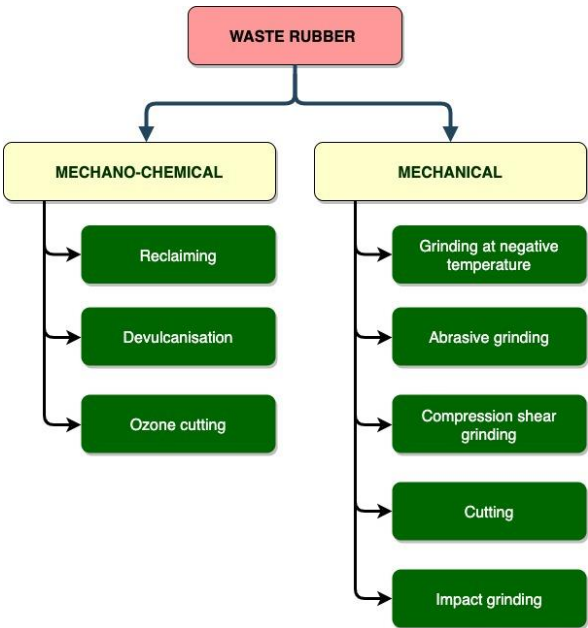 WASTE RUBBER
MECHANO-CHEMICAL
Reclaiming
Devulcanisation
Ozone cutting
MECHANICAL
Grinding at negative
temperature
Abrasive grinding
Compression shear
grinding
Cutting
Impact grinding